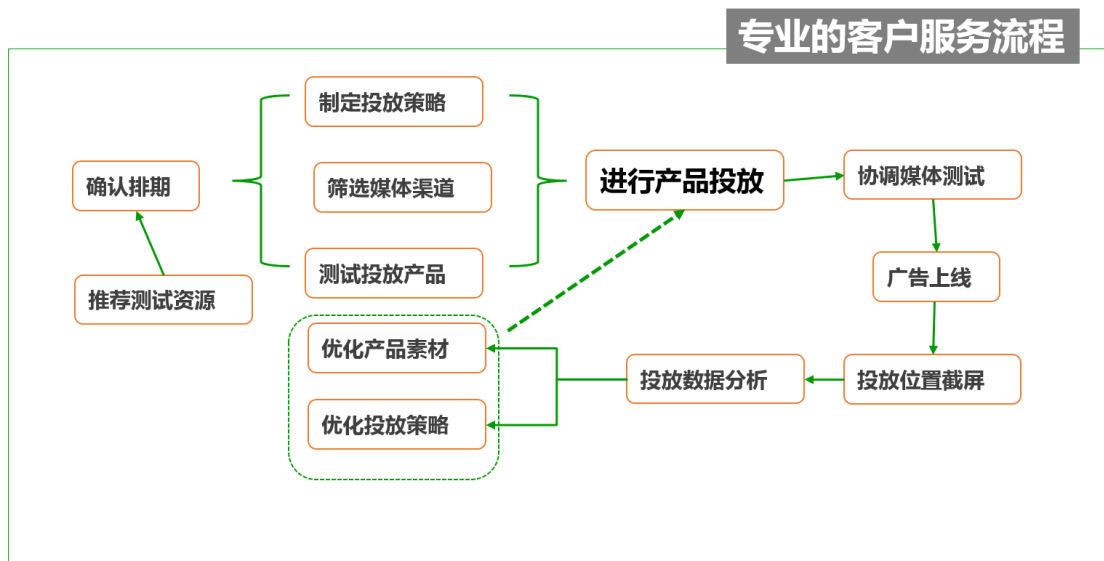 专业的客户服务流程
制定投放策略
确认排期
筛选媒体渠道
进行产品投放
协调媒体测试
测试投放产品
推荐测试资源
广告上线
优化产品素材
投放数据分析
投放位置截屏
优化投放策略